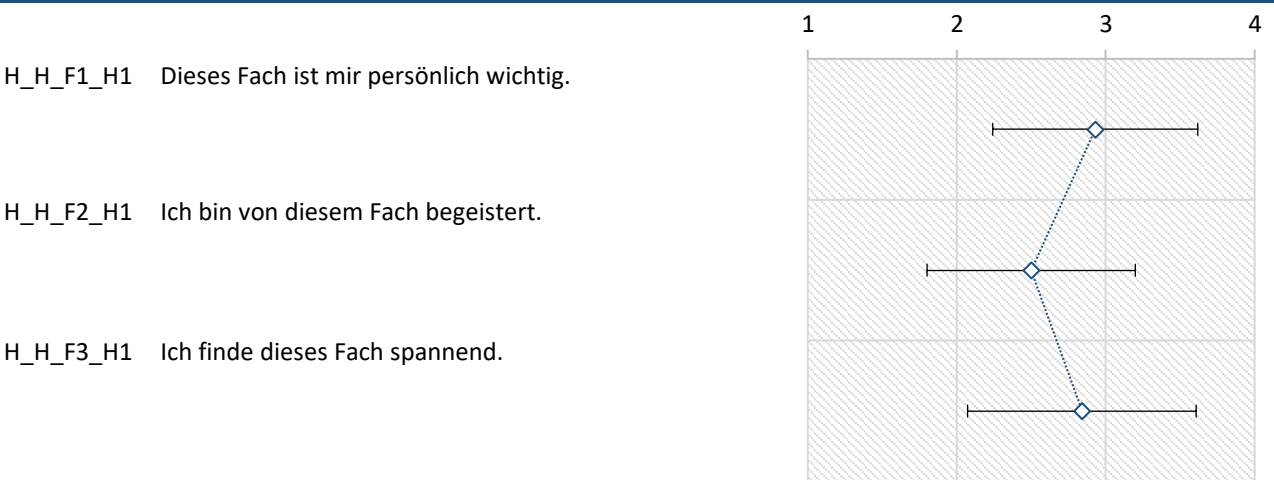 1 2 3 4
H_H_F1_H1 Dieses Fach ist mir persönlich wichtig.
H_H_F2_H1 Ich bin von diesem Fach begeistert.
H_H_F3_H1 Ich finde dieses Fach spannend.